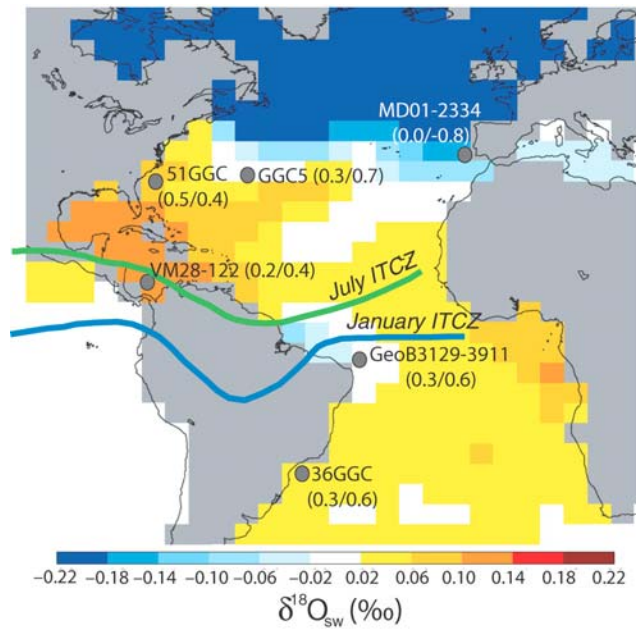 MD01-2334
(0.0/-0.8)
51GGC
(0.5/0.4)
GGC5 (0.3/0.7)
VM28-122 (0.2/0.4)
July ITCZ
January ITCZ
GeoB3129-3911
(0.3/0.6)
36GGC
(0.3/0.6)
−0.22 −0.18 −0.14 −0.10 −0.06 −0.02 0.02 0.06 0.10 0.14 0.18 0.22
δ¹⁸O_sw (‰)